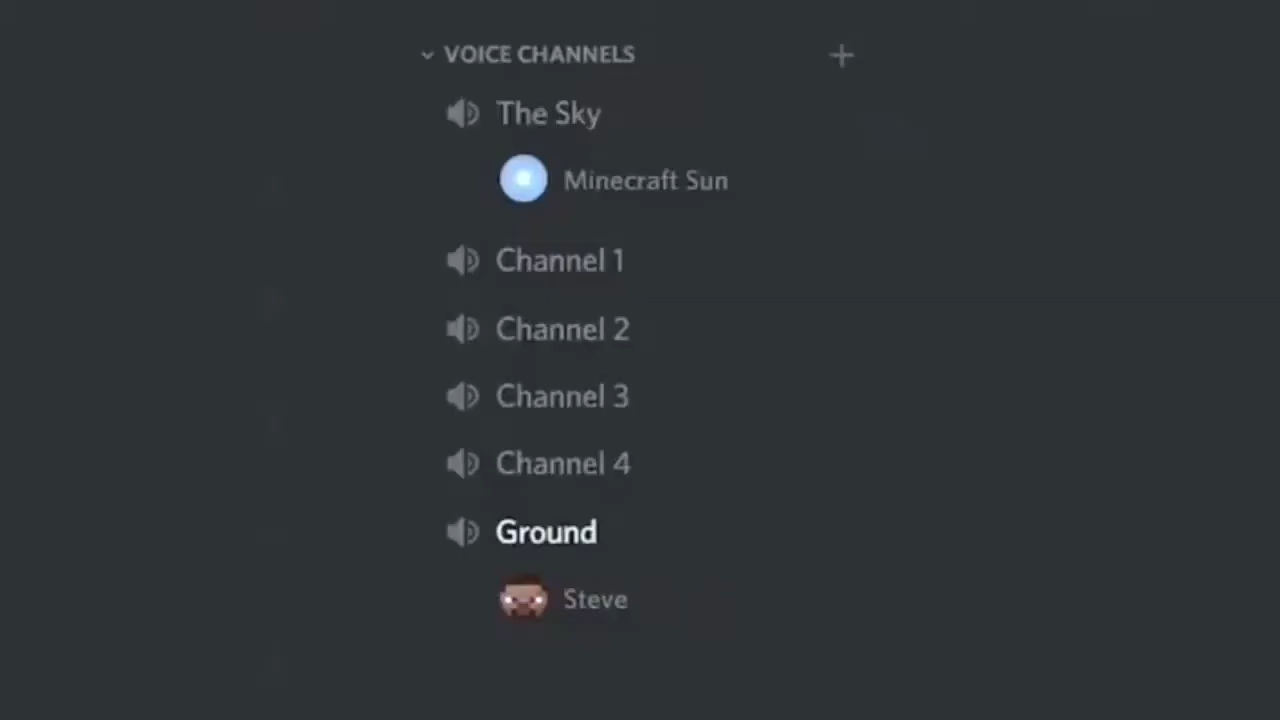 VOICE CHANNELS
The Sky
Minecraft Sun
Channel 1
Channel 2
Channel 3
Channel 4
Ground
Steve